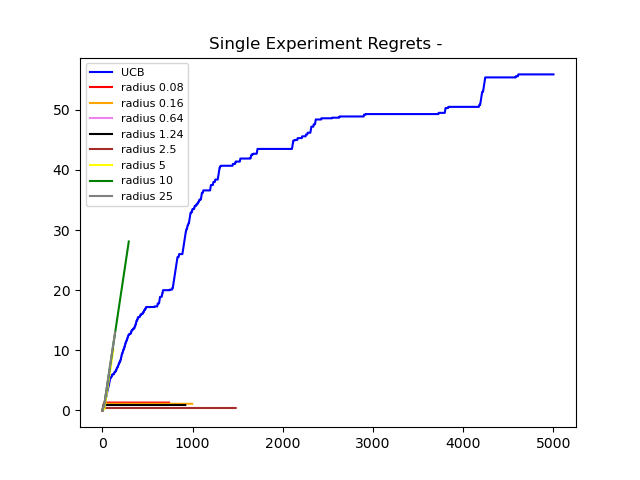 Single Experiment Regrets -
UCB
radius 0.08
radius 0.16
radius 0.64
radius 1.24
radius 2.5
radius 5
radius 10
radius 25
50
40
30
20
10
0
0 1000 2000 3000 4000 5000